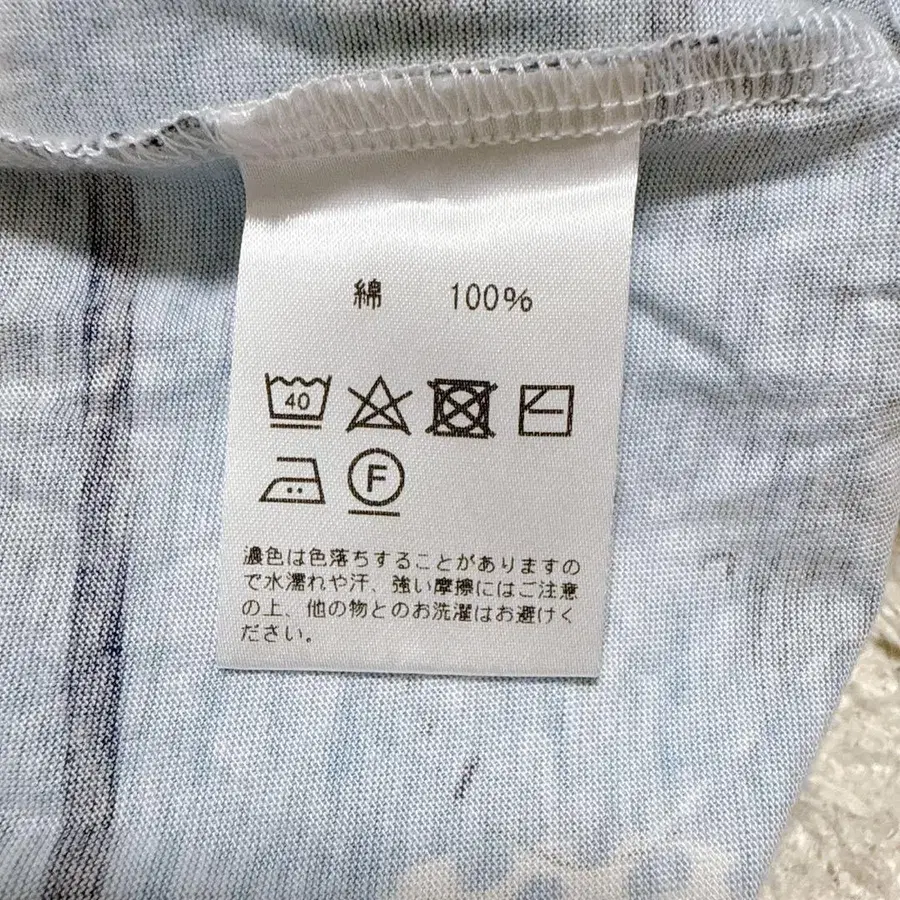 綿 100%
40
F
濃色は色落ちすることがありますの
で水濡れや汗、強い摩擦にはご注意
の上、他の物とのお洗濯はお避けく
ださい。